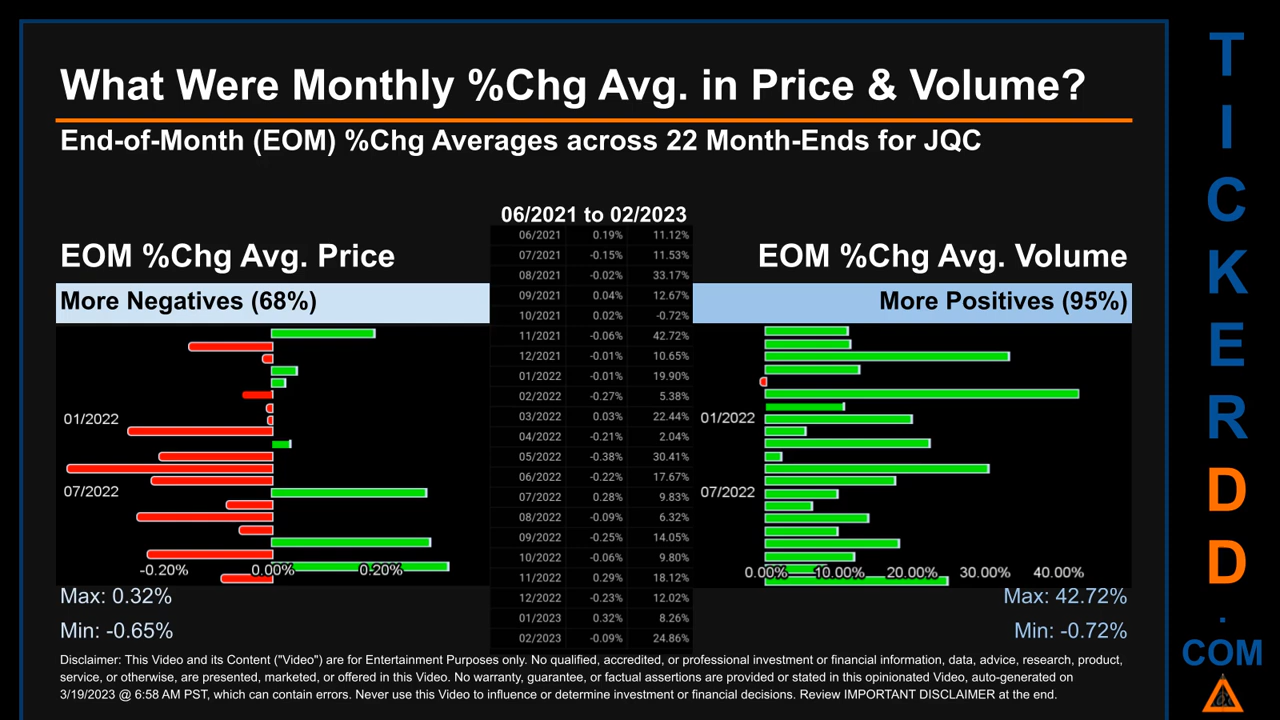 What Were Monthly %Chg Avg. in Price & Volume?
End-of-Month (EOM) %Chg Averages across 22 Month-Ends for JQC
06/2021 to 02/2023
EOM %Chg Avg. Price
More Negatives (68%)
01/2022
07/2022
-0.20% 0.00% 0.20%
Max: 0.32%
Min: -0.65%
06/2021 0.19% 11.12%
07/2021 -0.15% 11.53%
08/2021 -0.02% 33.17%
09/2021 0.04% 12.67%
10/2021 0.02% -0.72%
11/2021 -0.06% 42.72%
12/2021 -0.01% 10.65%
01/2022 -0.01% 19.90%
02/2022 -0.27% 5.38%
03/2022 0.03% 22.44%
04/2022 -0.21% 2.04%
05/2022 -0.38% 30.41%
06/2022 -0.22% 17.67%
07/2022 0.28% 9.83%
08/2022 -0.09% 6.32%
09/2022 -0.25% 14.05%
10/2022 -0.06% 9.80%
11/2022 0.29% 18.12%
12/2022 -0.23% 12.02%
01/2023 0.32% 8.26%
02/2023 -0.09% 24.86%
EOM %Chg Avg. Volume
More Positives (95%)
01/2022
07/2022
0.00% 10.00% 20.00% 30.00% 40.00%
Max: 42.72%
Min: -0.72%
Disclaimer: This Video and its Content ("Video") are for Entertainment Purposes only. No qualified, accredited, or professional investment or financial information, data, advice, research, product,
service, or otherwise, are presented, marketed, or offered in this Video. No warranty, guarantee, or factual assertions are provided or stated in this opinionated Video, auto-generated on
3/19/2023 @ 6:58 AM PST, which can contain errors. Never use this Video to influence or determine investment or financial decisions. Review IMPORTANT DISCLAIMER at the end.
T
I
C
K
E
R
D
D
.
COM